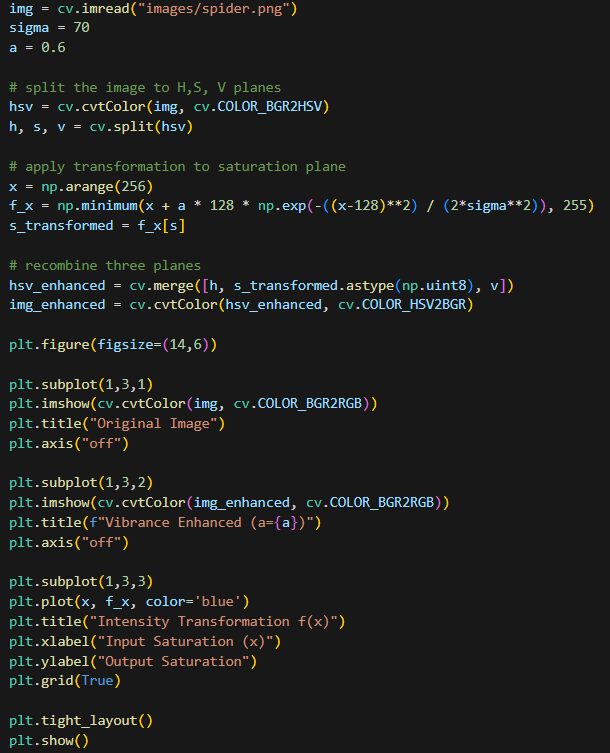 img = cv.imread("images/spider.png")
sigma = 70
a = 0.6

# split the image to H,S, V planes
hsv = cv.cvtColor(img, cv.COLOR_BGR2HSV)
h, s, v = cv.split(hsv)

# apply transformation to saturation plane
x = np.arange(256)
f_x = np.minimum(x + a * 128 * np.exp(-((x-128)**2) / (2*sigma**2)), 255)
s_transformed = f_x[s]

# recombine three planes
hsv_enhanced = cv.merge([h, s_transformed.astype(np.uint8), v])
img_enhanced = cv.cvtColor(hsv_enhanced, cv.COLOR_HSV2BGR)

plt.figure(figsize=(14,6))

plt.subplot(1,3,1)
plt.imshow(cv.cvtColor(img, cv.COLOR_BGR2RGB))
plt.title("Original Image")
plt.axis("off")

plt.subplot(1,3,2)
plt.imshow(cv.cvtColor(img_enhanced, cv.COLOR_BGR2RGB))
plt.title(f"Vibrance Enhanced (a={a})")
plt.axis("off")

plt.subplot(1,3,3)
plt.plot(x, f_x, color='blue')
plt.title("Intensity Transformation f(x)")
plt.xlabel("Input Saturation (x)")
plt.ylabel("Output Saturation")
plt.grid(True)

plt.tight_layout()
plt.show()